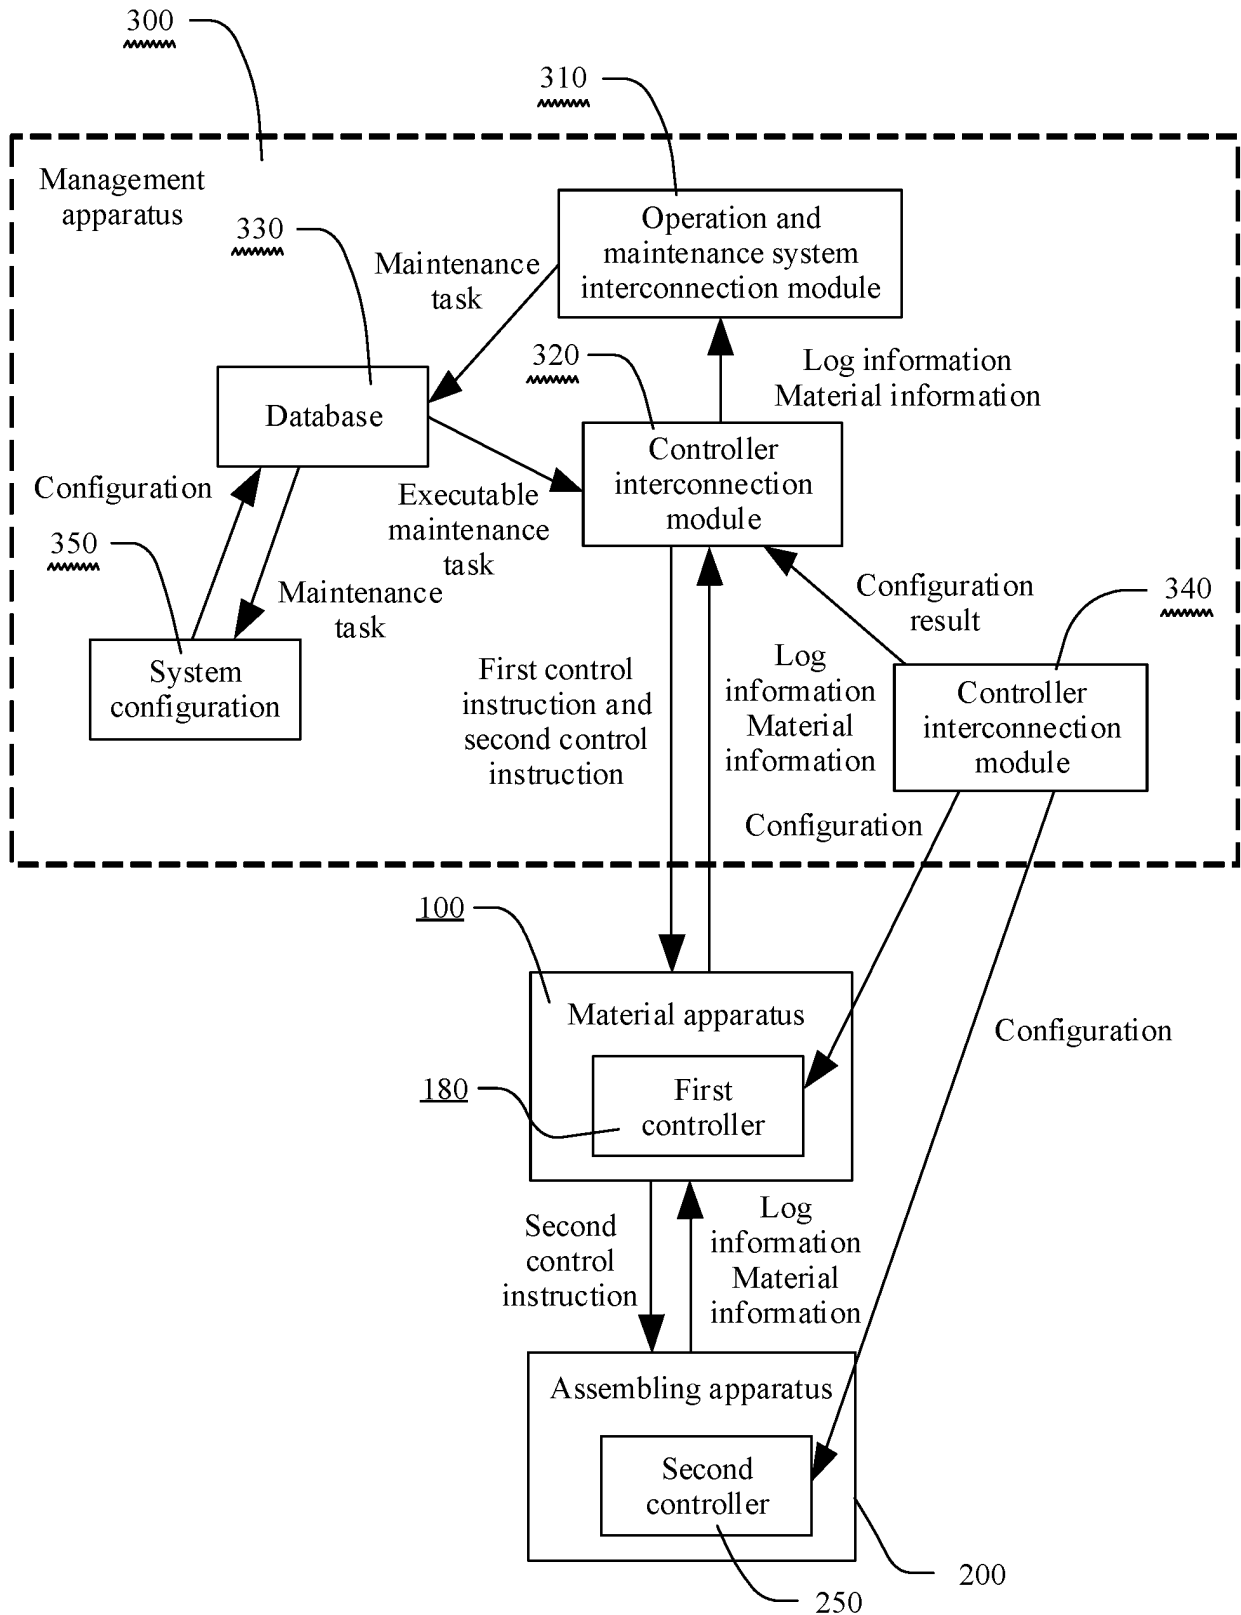 300
310
Management
apparatus
330
Operation and
maintenance system
interconnection module
Maintenance
task
320
Log information
Material information
Database
Controller
interconnection
module
Configuration
Executable
maintenance
task
350
Maintenance
task
Configuration
result
340
System
configuration
First control
instruction and
second control
instruction
Log
information
Material
information
Controller
interconnection
module
Configuration
100
Material apparatus
Configuration
180
First
controller
Second
control
instruction
Log
information
Material
information
Assembling apparatus
Second
controller
200
250